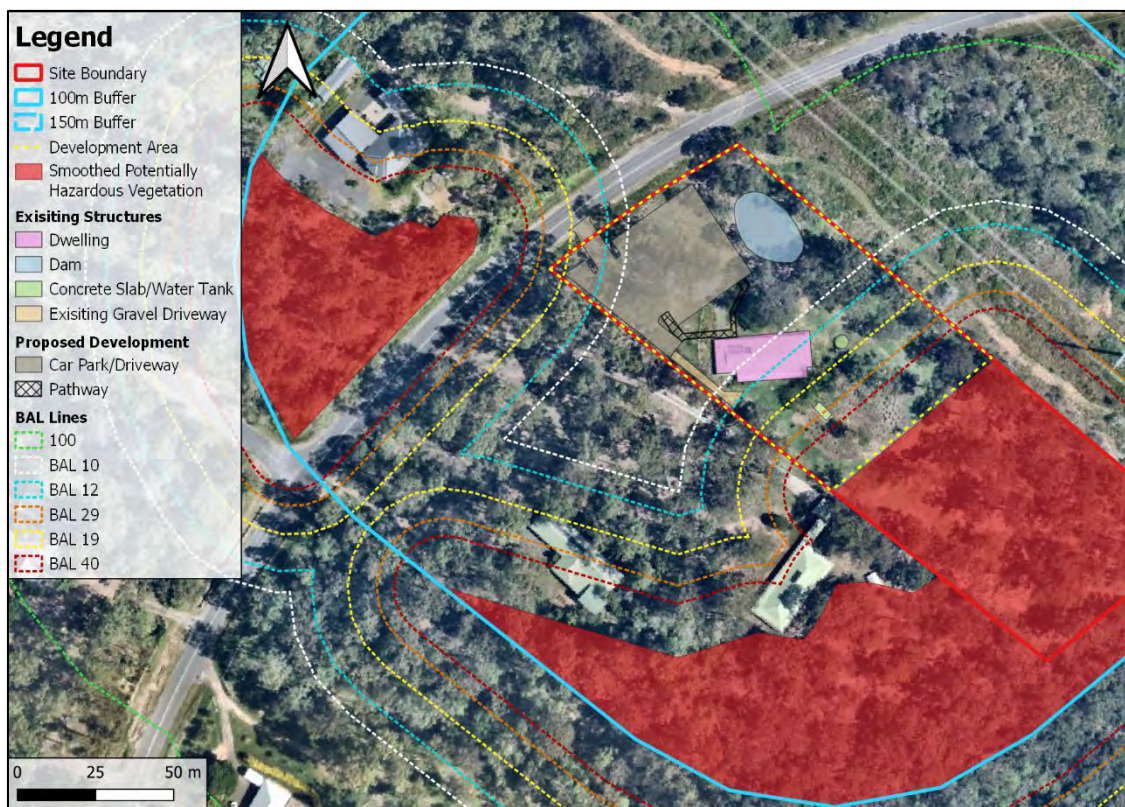 Legend
Site Boundary
100m Buffer
150m Buffer
Development Area
Smoothed Potentially
Hazardous Vegetation
Exisiting Structures
Dwelling
Dam
Concrete Slab/Water Tank
Exisiting Gravel Driveway
Proposed Development
Car Park/Driveway
Pathway
BAL Lines
100
BAL 10
BAL 12
BAL 29
BAL 19
BAL 40
0 25 50 m